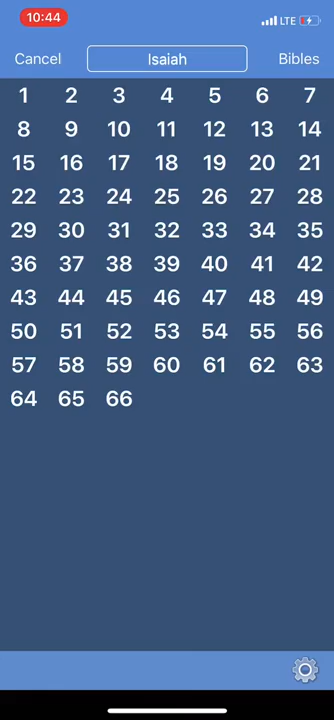 10:44
LTE
Cancel Isaiah Bibles
1 2 3 4 5 6 7
8 9 10 11 12 13 14
15 16 17 18 19 20 21
22 23 24 25 26 27 28
29 30 31 32 33 34 35
36 37 38 39 40 41 42
43 44 45 46 47 48 49
50 51 52 53 54 55 56
57 58 59 60 61 62 63
64 65 66